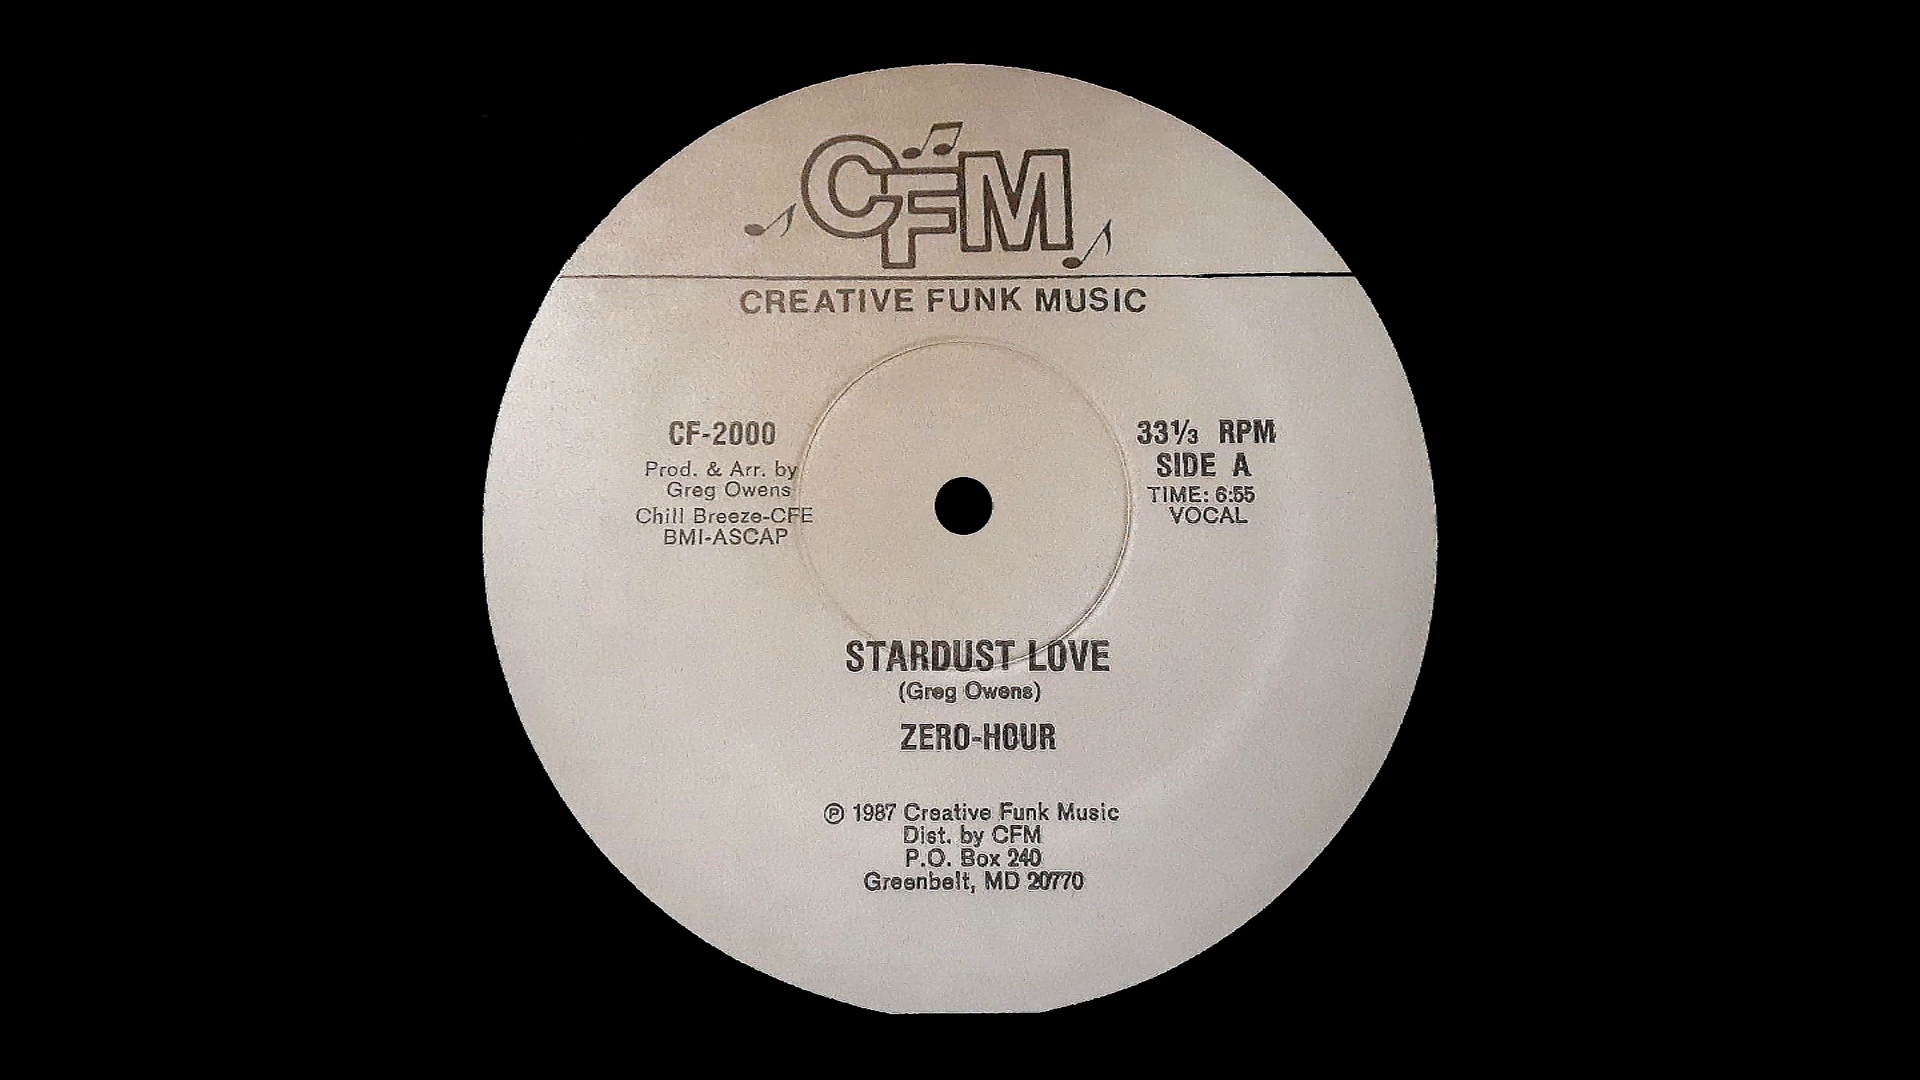 CFM
CREATIVE FUNK MUSIC
CF-2000
Prod. & Arr. by
Greg Owens
Chill Breeze-CFE
BMI-ASCAP
33⅓ RPM
SIDE A
TIME: 6:55
VOCAL
STARDUST LOVE
(Greg Owens)
ZERO-HOUR
℗ 1987 Creative Funk Music
Dist. by CFM
P.O. Box 240
Greenbelt, MD 20770